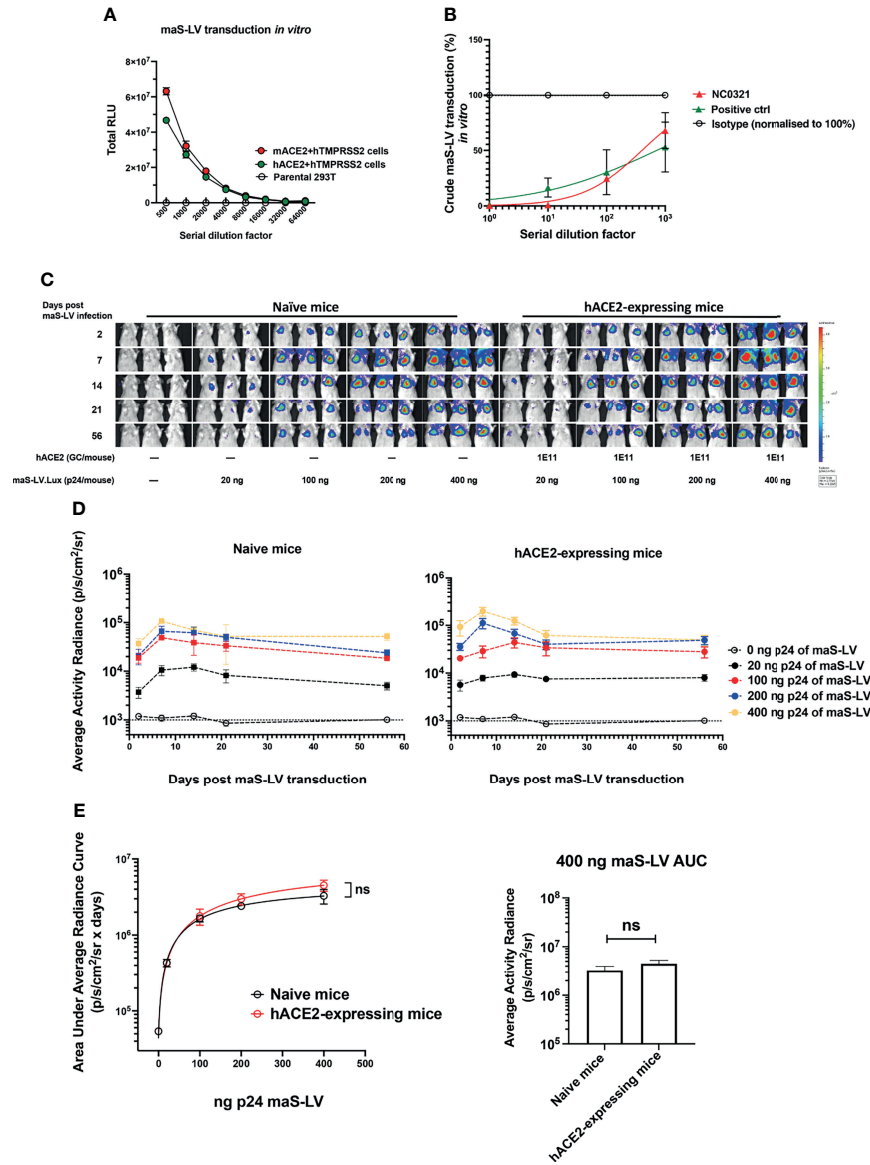 A
maS-LV transduction in vitro
Total RLU
8×10⁷
6×10⁷
4×10⁷
2×10⁷
0
500
1000
2000
4000
8000
16000
32000
64000
Serial dilution factor
mACE2+hTMPRSS2 cells
hACE2+hTMPRSS2 cells
Parental 293T
B
Crude maS-LV transduction (%)
in vitro
150
100
50
0
10⁰
10¹
10²
10³
Serial dilution factor
NC0321
Positive ctrl
Isotype (normalised to 100%)
C
Days post
maS-LV infection
Naïve mice
hACE2-expressing mice
2
7
14
21
56
hACE2 (GC/mouse) — — — — — 1E11 1E11 1E11 1E11
maS-LV.Lux (p24/mouse) — 20 ng 100 ng 200 ng 400 ng 20 ng 100 ng 200 ng 400 ng
D
Naive mice
hACE2-expressing mice
Average Activity Radiance (p/s/cm²/sr)
10⁶
10⁵
10⁴
10³
0 10 20 30 40 50 60
Days post maS-LV transduction
10⁶
10⁵
10⁴
10³
0 10 20 30 40 50 60
Days post maS-LV transduction
0 ng p24 of maS-LV
20 ng p24 of maS-LV
100 ng p24 of maS-LV
200 ng p24 of maS-LV
400 ng p24 of maS-LV
E
Area Under Average Radiance Curve
(p/s/cm²/sr x days)
10⁷
10⁶
10⁵
0 100 200 300 400 500
ng p24 maS-LV
ns
Naive mice
hACE2-expressing mice
400 ng maS-LV AUC
Average Activity Radiance
(p/s/cm²/sr)
10⁸
10⁷
10⁶
10⁵
ns
Naive mice
hACE2-expressing mice